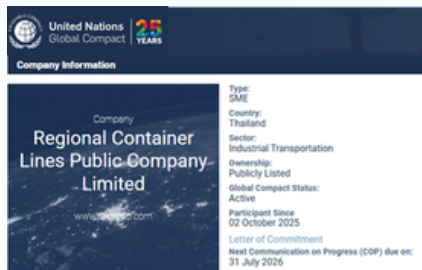 United Nations
Global Compact
25
YEARS
Company Information
Company
Regional Container
Lines Public Company
Limited
Type:
SME
Country:
Thailand
Sector:
Industrial Transportation
Ownership:
Publicly Listed
Global Compact Status:
Active
Participant Since
02 October 2025
Letter of Commitment
Next Communication on Progress (COP) due on:
31 July 2026